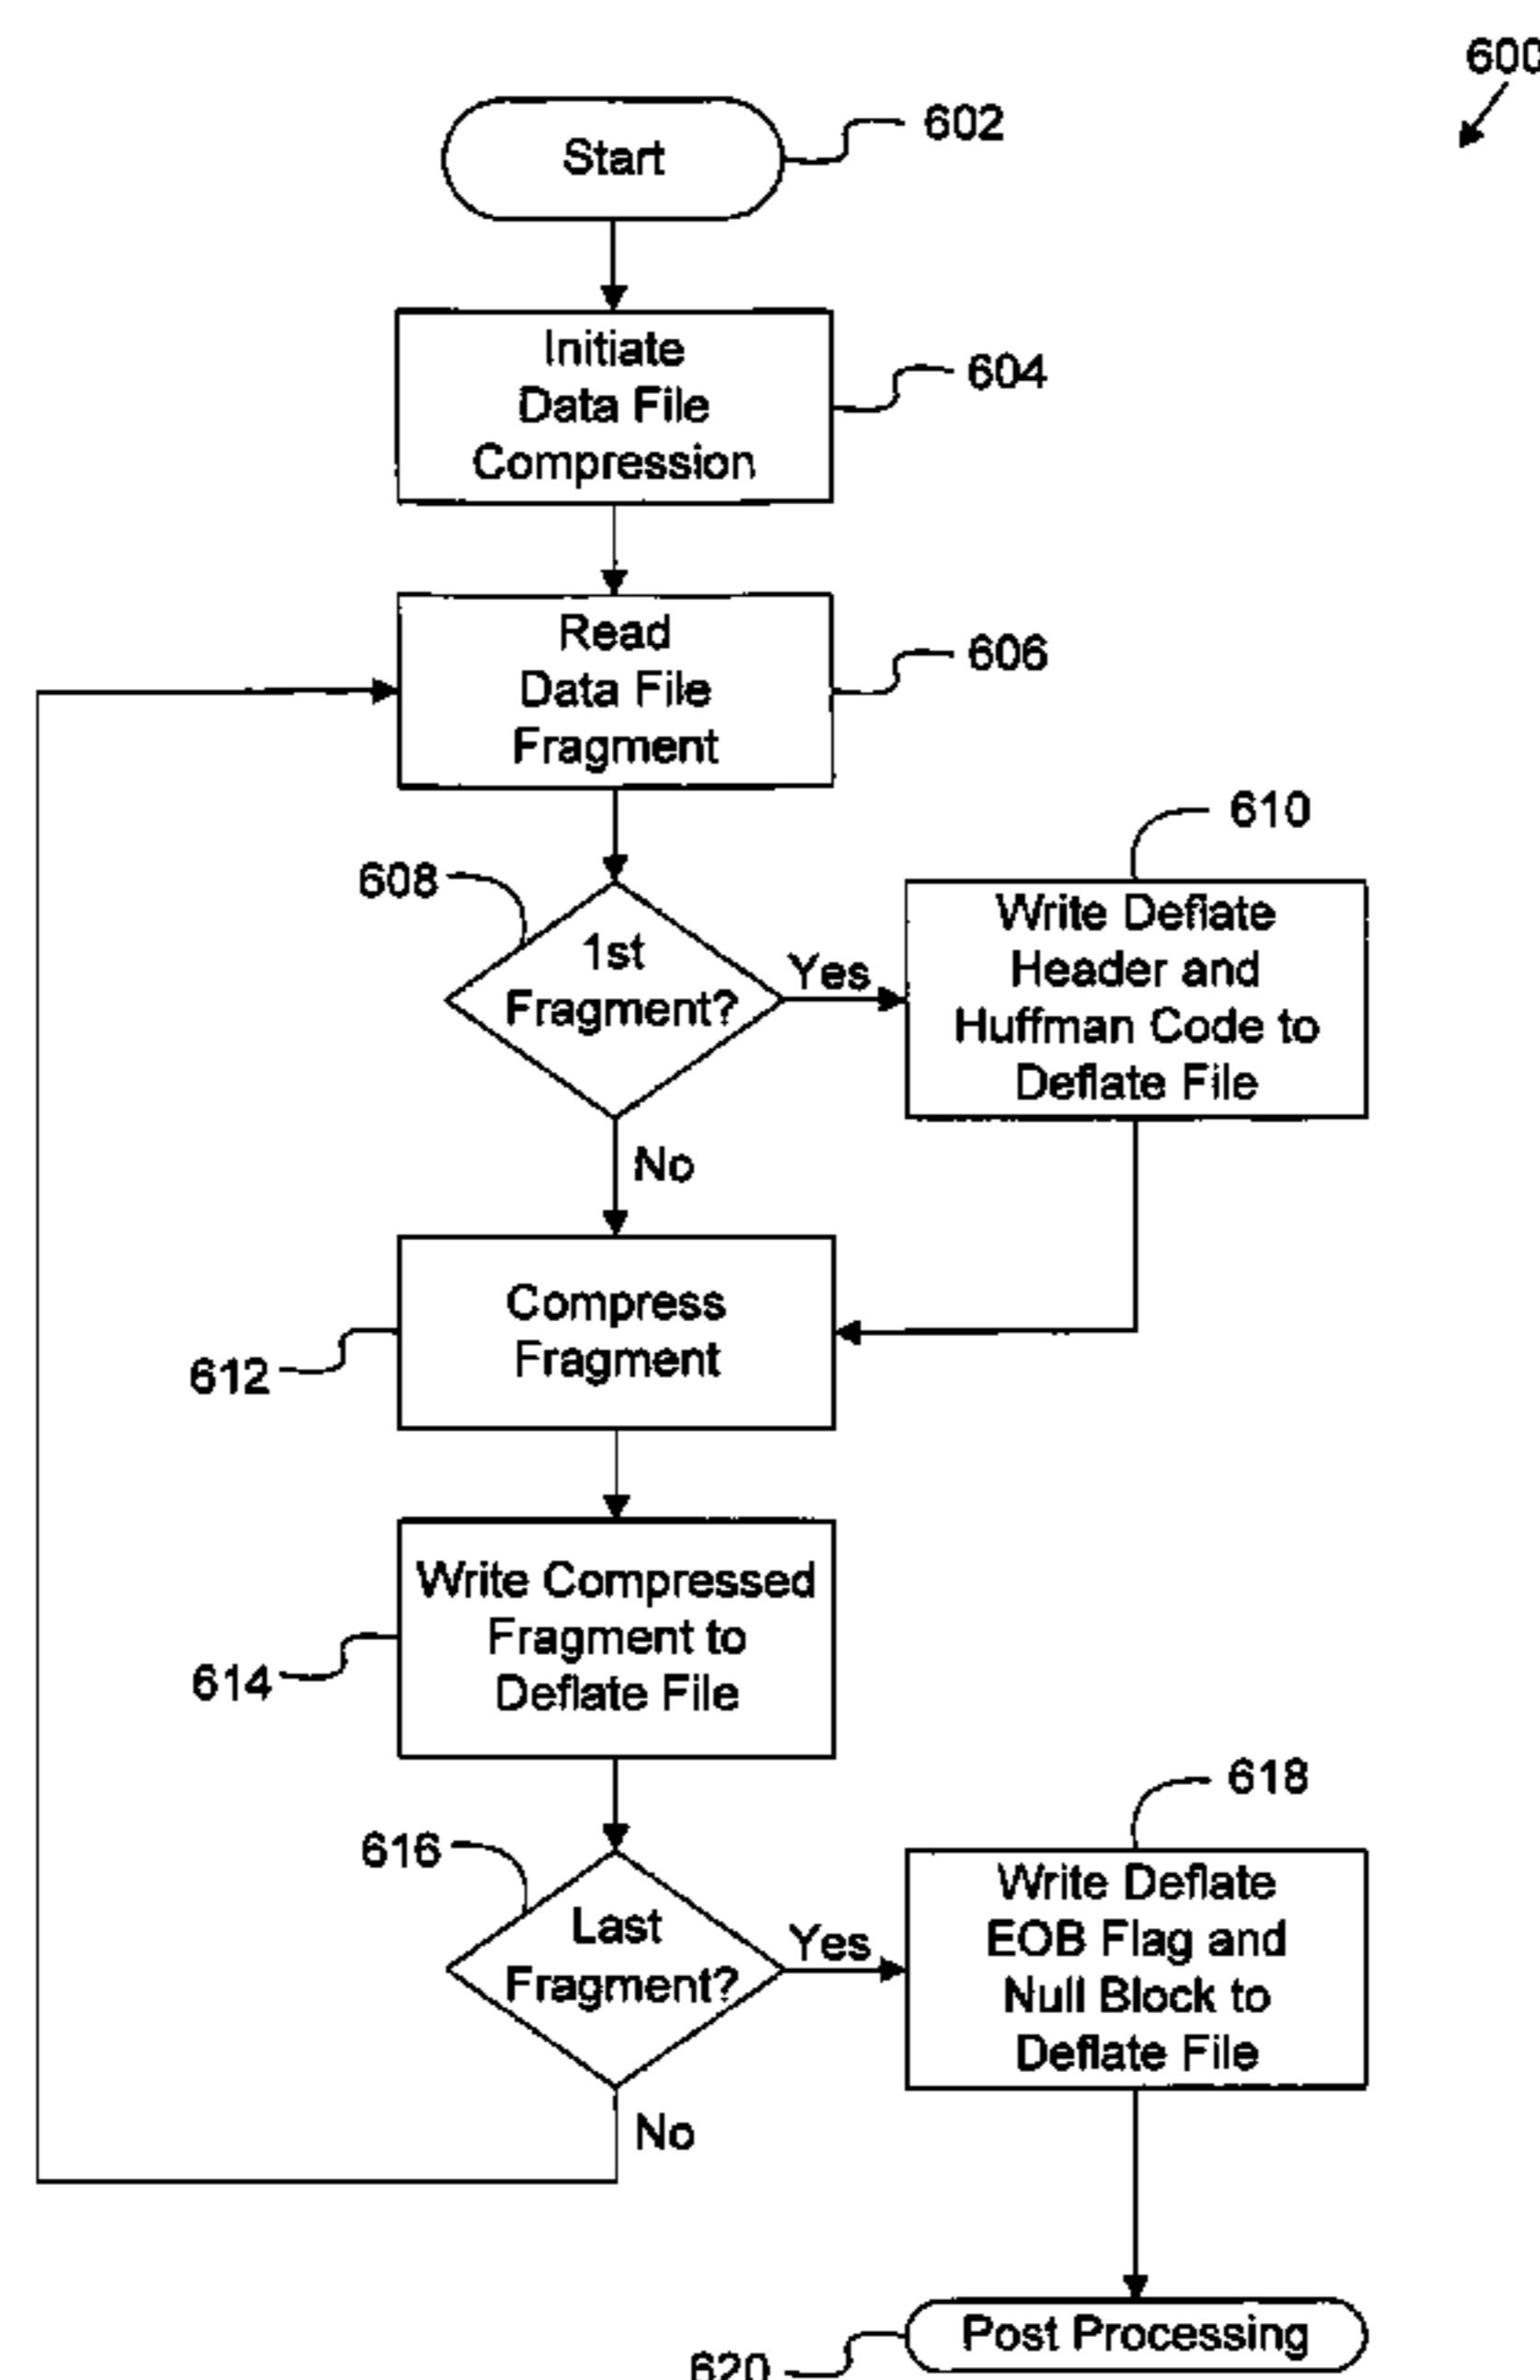 600
Start
602
Initiate
Data File
Compression
604
Read
Data File
Fragment
606
608
1st
Fragment?
Yes
No
610
Write Deflate
Header and
Huffman Code to
Deflate File
Compress
Fragment
612
Write Compressed
Fragment to
Deflate File
614
616
Last
Fragment?
Yes
No
618
Write Deflate
EOB Flag and
Null Block to
Deflate File
Post Processing
620